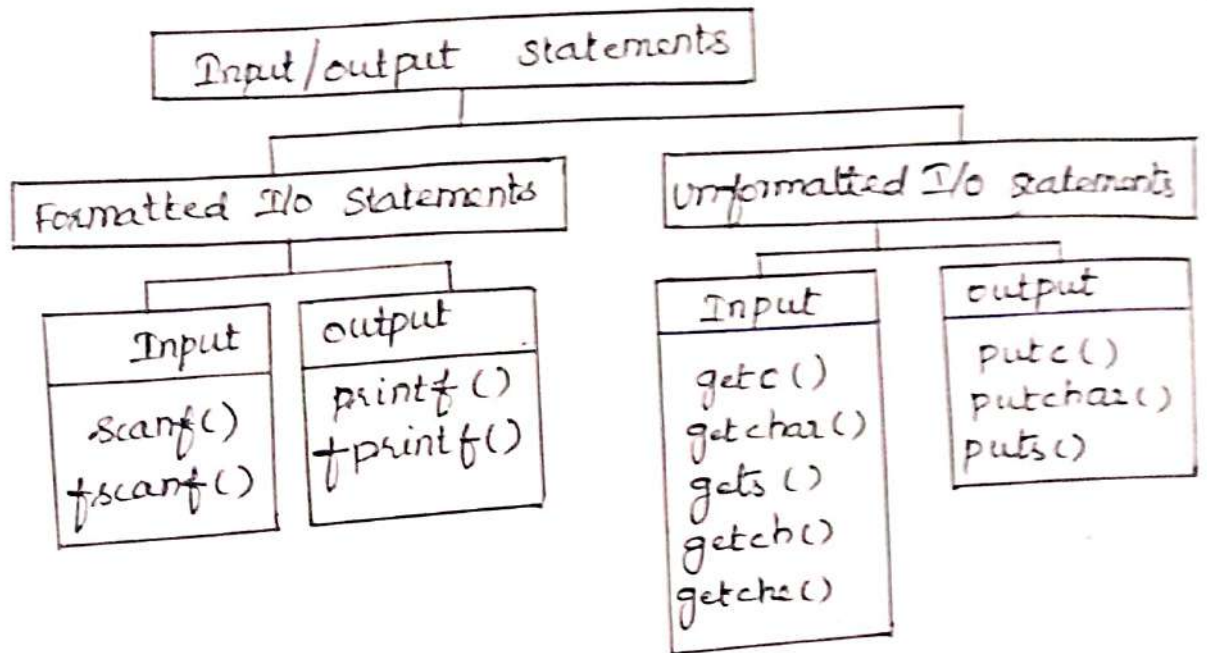 Input/output statements
Formatted I/o Statements
Unformatted I/o statements
Input
scanf()
fscanf()
output
printf()
fprintf()
Input
getc()
getchar()
gets()
getch()
getche()
output
putc()
putchar()
puts()